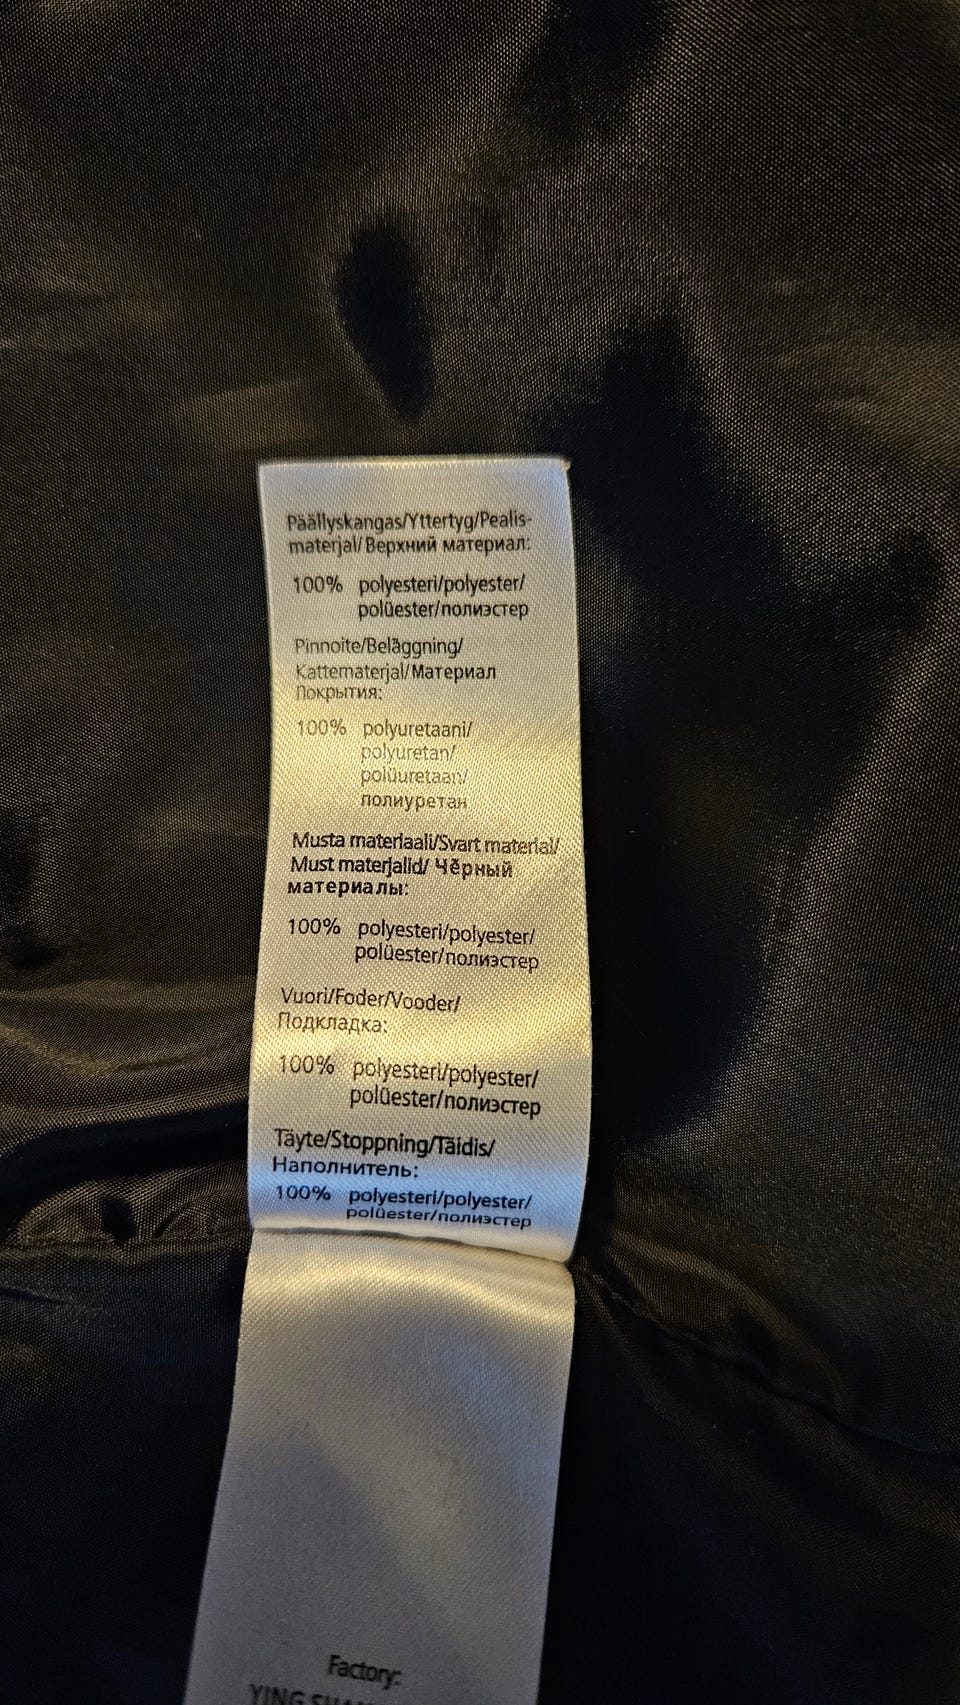 Päällyskangas/Yttertyg/Pealis-
materjal/Верхний материал:
100% polyesteri/polyester/
polüester/полиэстер
Pinnoite/Beläggning/
Kattematerjal/Материал
Покрытия:
100% polyuretaani/
polyuretan/
polüuretaan/
полиуретан
Musta materiaali/Svart material/
Must materjalid/ Чёрный
материалы:
100% polyesteri/polyester/
polüester/полиэстер
Vuori/Foder/Vooder/
Подкладка:
100% polyesteri/polyester/
polüester/полиэстер
Täyte/Stoppning/Täidis/
Наполнитель:
100% polyesteri/polyester/
polüester/полиэстер
Factory:
YING